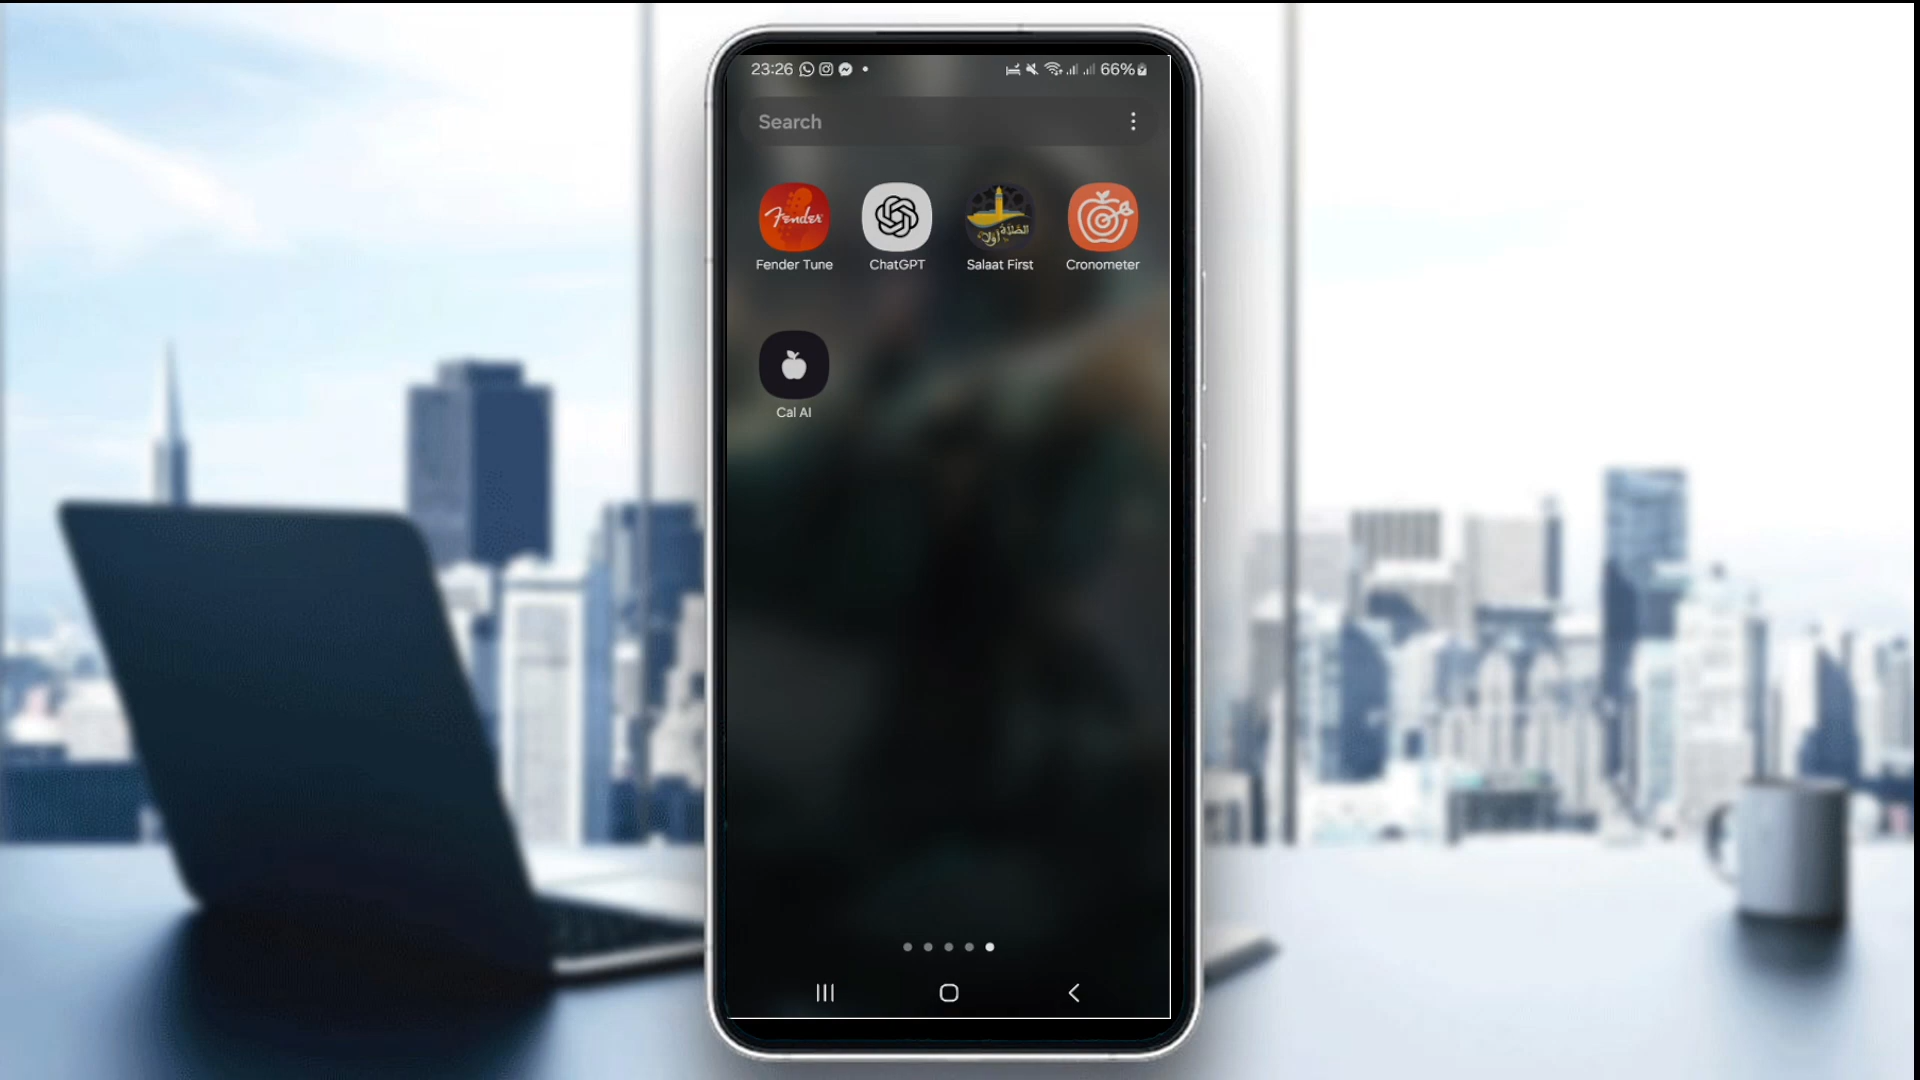 23:26
66%
Search
Fender
الصلاة أولا
Fender Tune
ChatGPT
Salaat First
Cronometer
Cal AI